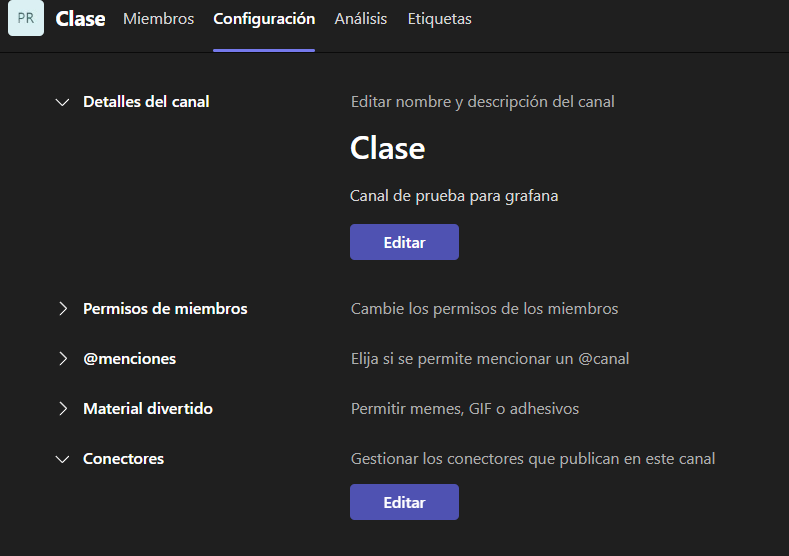 PR Clase Miembros Configuración Análisis Etiquetas
Detalles del canal Editar nombre y descripción del canal
Clase
Canal de prueba para grafana
Editar
Permisos de miembros Cambie los permisos de los miembros
@menciones Elija si se permite mencionar un @canal
Material divertido Permitir memes, GIF o adhesivos
Conectores Gestionar los conectores que publican en este canal
Editar